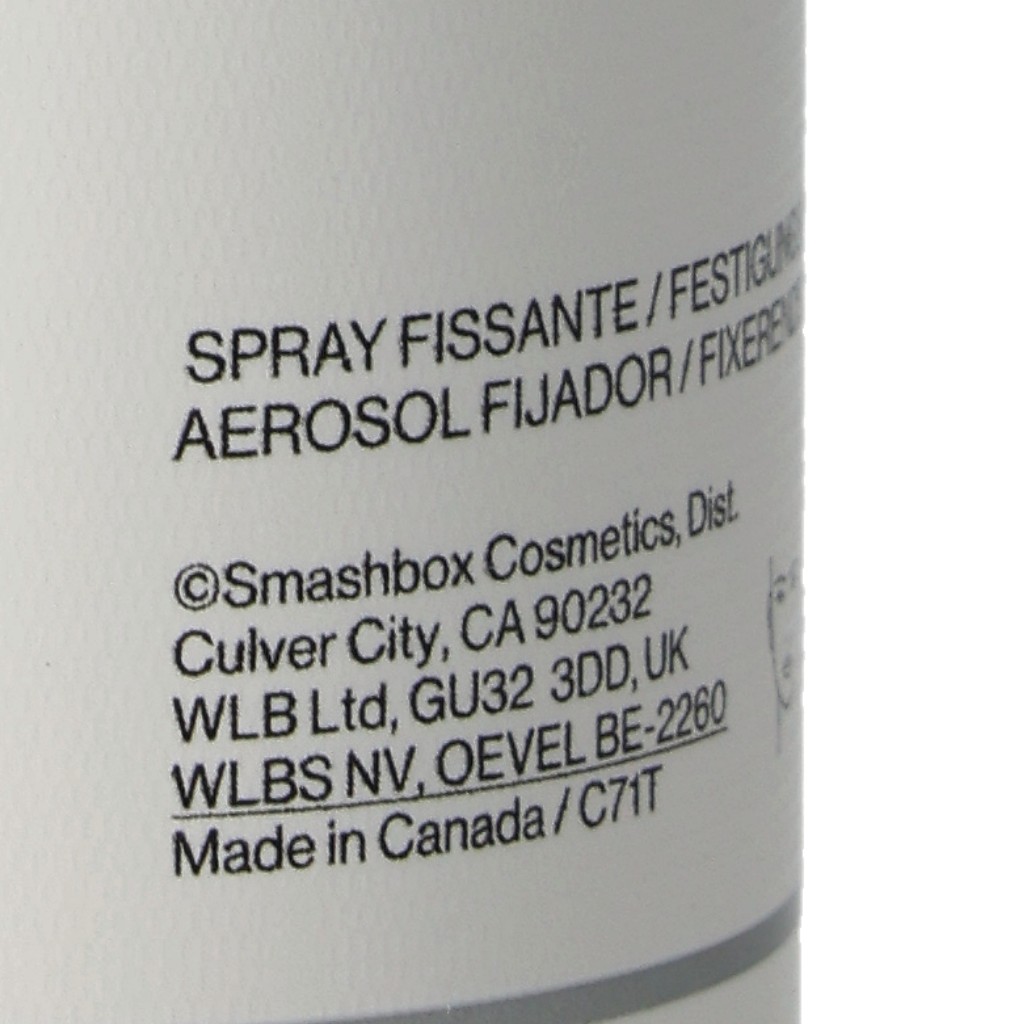 SPRAY FISSANTE /
AEROSOL FIJADOR /
©Smashbox Cosmetics, Dist.
Culver City, CA 90232
WLB Ltd, GU32 3DD, UK
WLBS NV, OEVEL BE-2260
Made in Canada / C71T